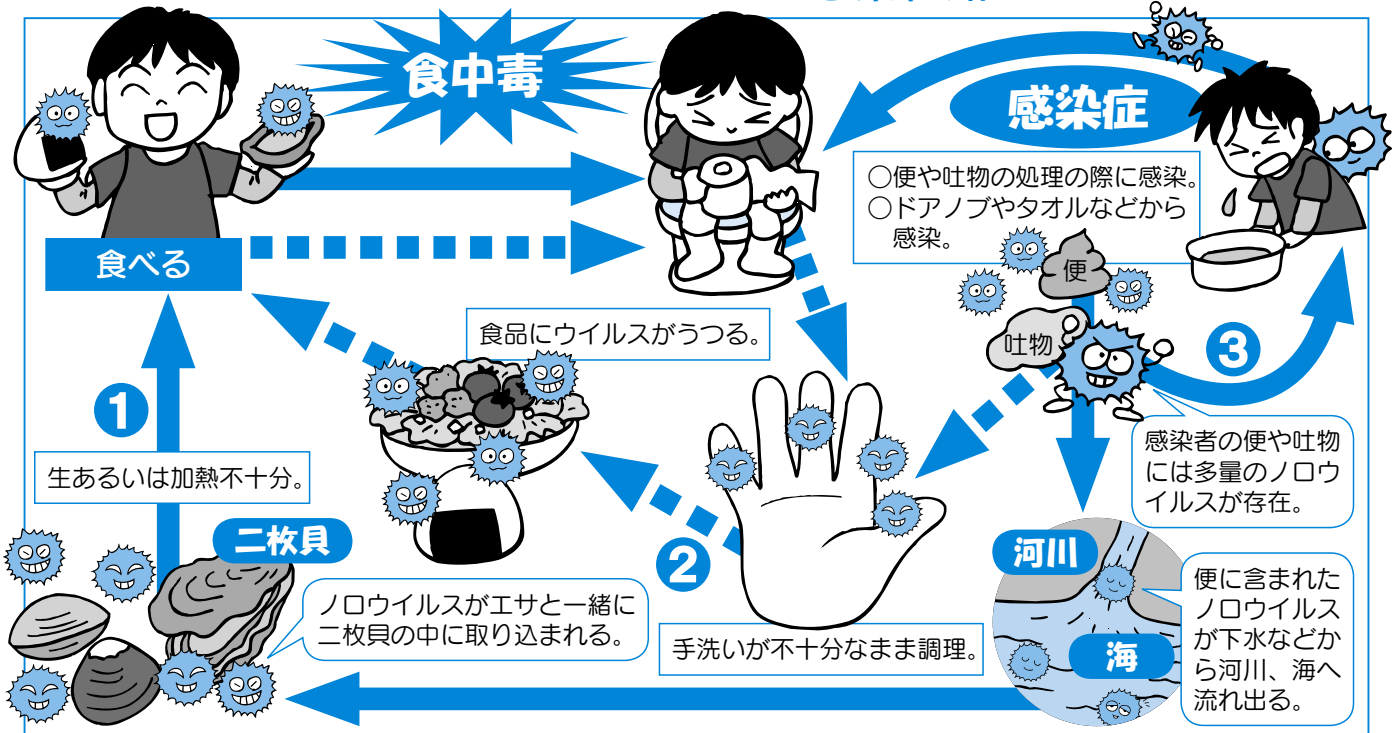 食中毒
感染症
○便や吐物の処理の際に感染。
○ドアノブやタオルなどから
感染。
食べる
便
吐物
食品にウイルスがうつる。
❸
❶
感染者の便や吐物
には多量のノロウ
イルスが存在。
生あるいは加熱不十分。
二枚貝
❷
河川
ノロウイルスがエサと一緒に
二枚貝の中に取り込まれる。
手洗いが不十分なまま調理。
海
便に含まれた
ノロウイルス
が下水などか
ら河川、海へ
流れ出る。